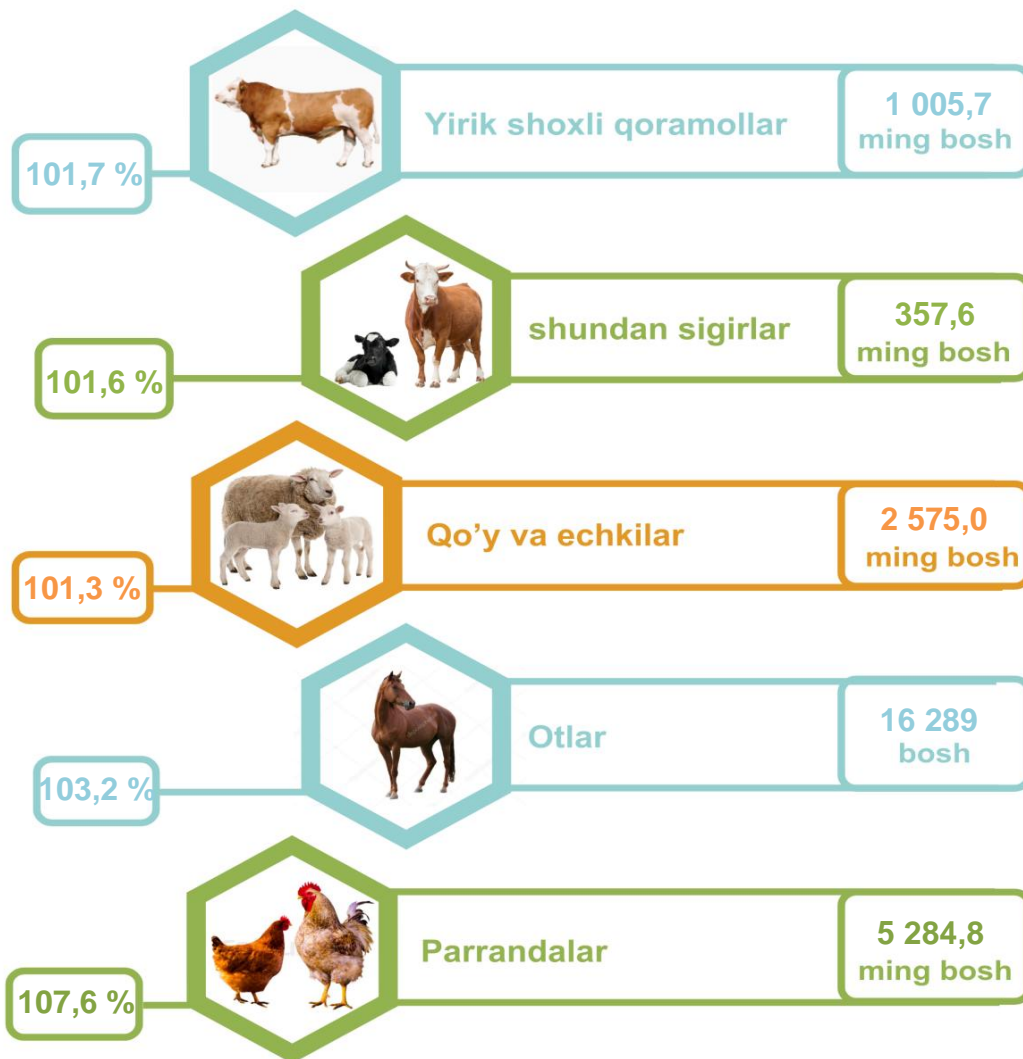 Yirik shoxli qoramollar
1 005,7
ming bosh
101,7 %
shundan sigirlar
357,6
ming bosh
101,6 %
Qo’y va echkilar
2 575,0
ming bosh
101,3 %
Otlar
16 289
bosh
103,2 %
Parrandalar
5 284,8
ming bosh
107,6 %